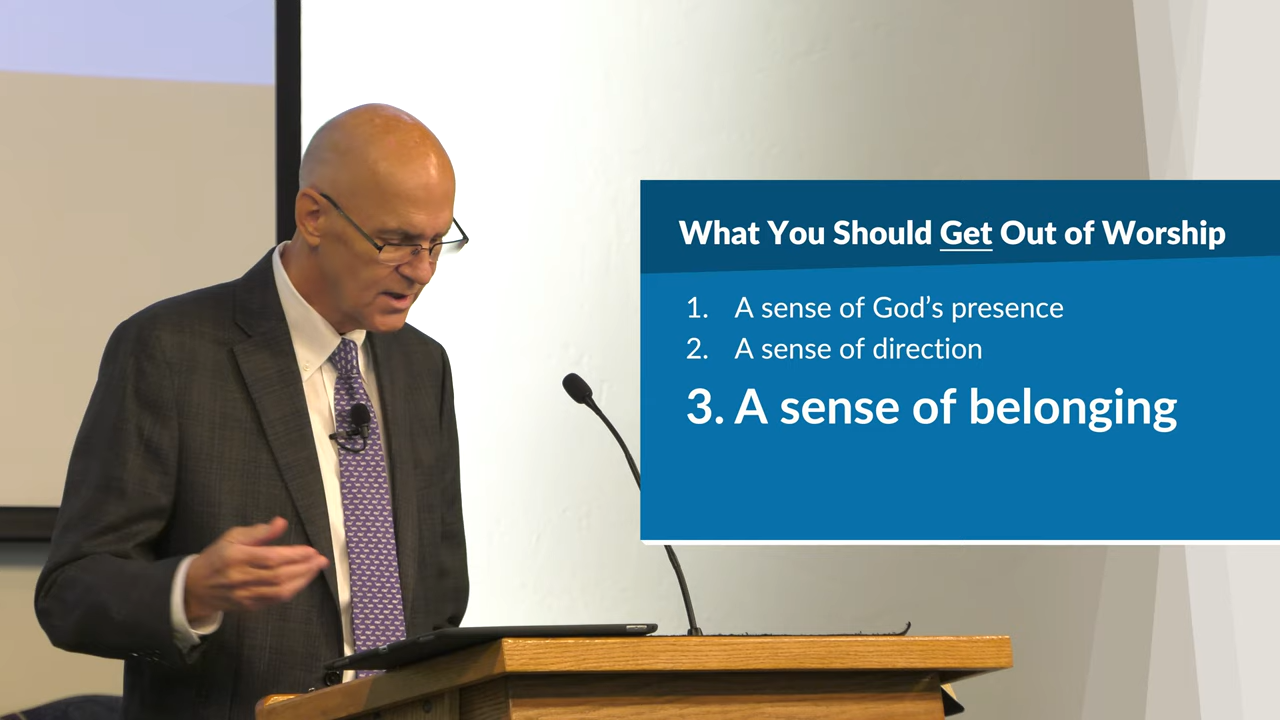 What You Should Get Out of Worship
1. A sense of God's presence
2. A sense of direction
3. A sense of belonging